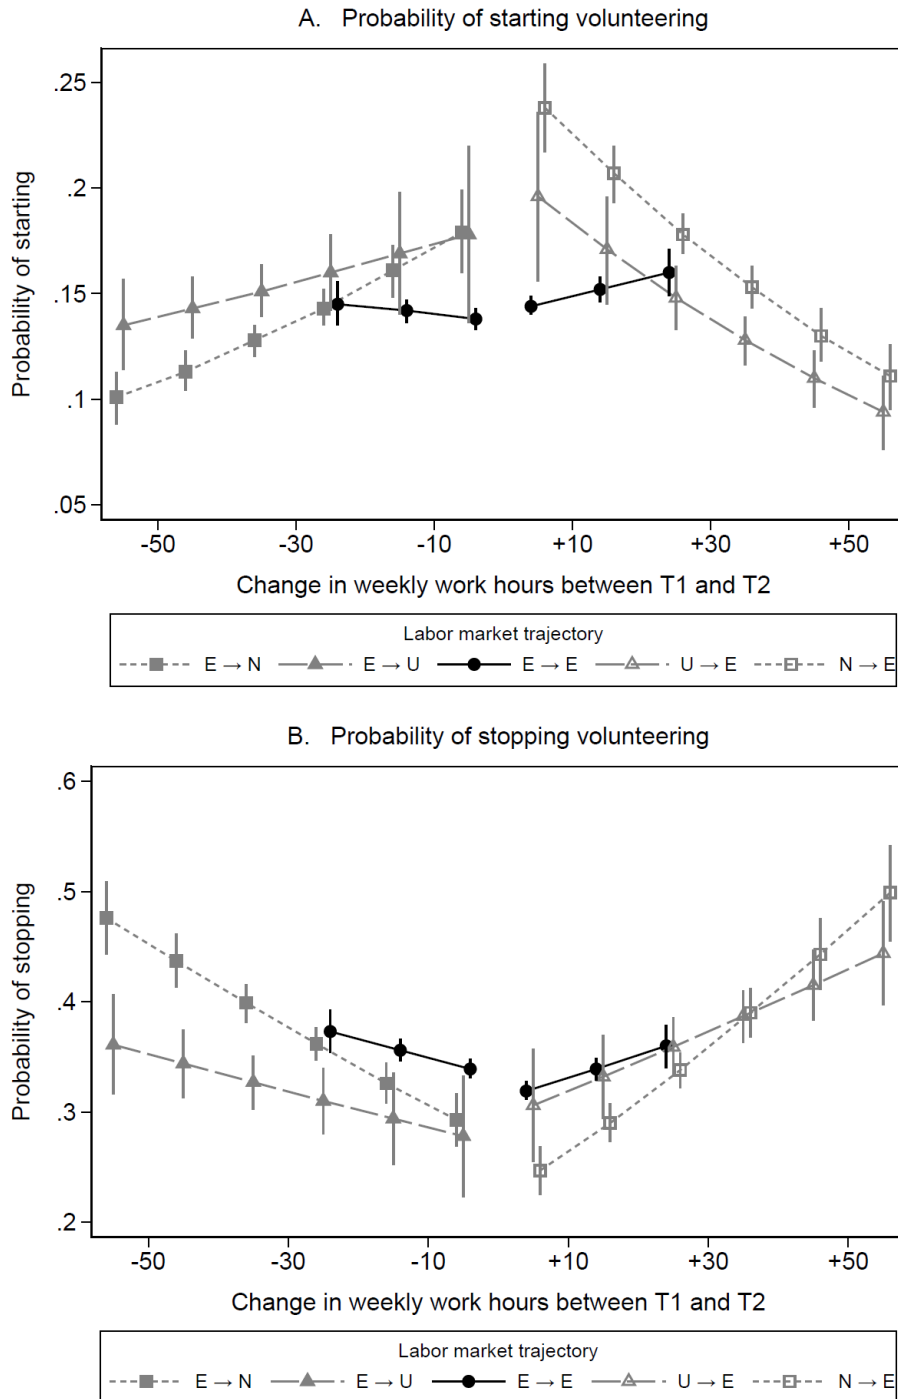 A. Probability of starting volunteering
Probability of starting
.25
.2
.15
.1
.05
-50 -30 -10 +10 +30 +50
Change in weekly work hours between T1 and T2
Labor market trajectory
E → N E → U E → E U → E N → E
B. Probability of stopping volunteering
Probability of stopping
.6
.5
.4
.3
.2
-50 -30 -10 +10 +30 +50
Change in weekly work hours between T1 and T2
Labor market trajectory
E → N E → U E → E U → E N → E